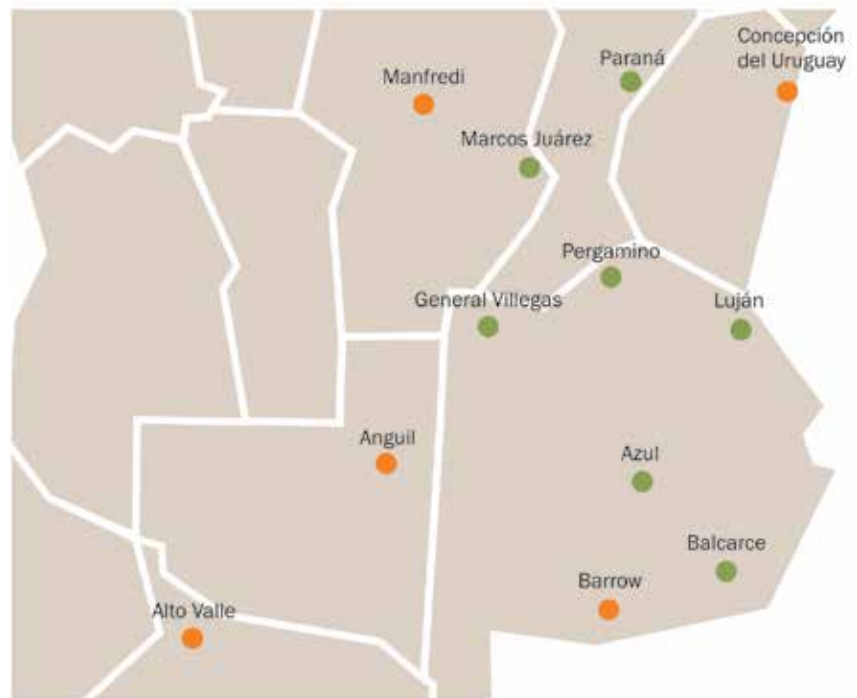 Concepción
del Uruguay
Paraná
Manfredi
Marcos Juárez
Pergamino
General Villegas
Luján
Anguil
Azul
Balcarce
Barrow
Alto Valle